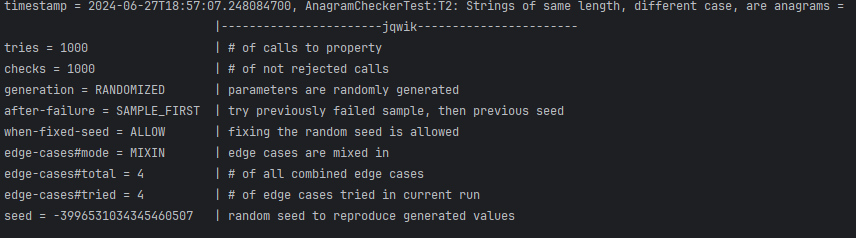 timestamp = 2024-06-27T18:57:07.248084700, AnagramCheckerTest:T2: Strings of same length, different case, are anagrams =
|-----------------------jqwik-----------------------
tries = 1000 | # of calls to property
checks = 1000 | # of not rejected calls
generation = RANDOMIZED | parameters are randomly generated
after-failure = SAMPLE_FIRST | try previously failed sample, then previous seed
when-fixed-seed = ALLOW | fixing the random seed is allowed
edge-cases#mode = MIXIN | edge cases are mixed in
edge-cases#total = 4 | # of all combined edge cases
edge-cases#tried = 4 | # of edge cases tried in current run
seed = -3996531034345460507 | random seed to reproduce generated values